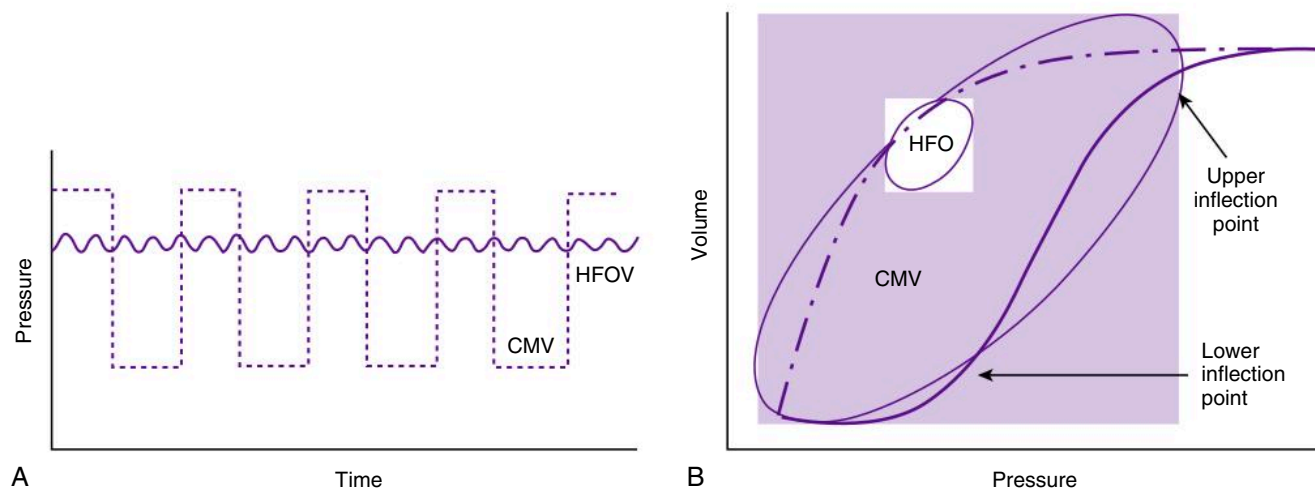 Pressure
HFOV
CMV
A
Time
Volume
HFO
CMV
Upper
inflection
point
Lower
inflection
point
B
Pressure